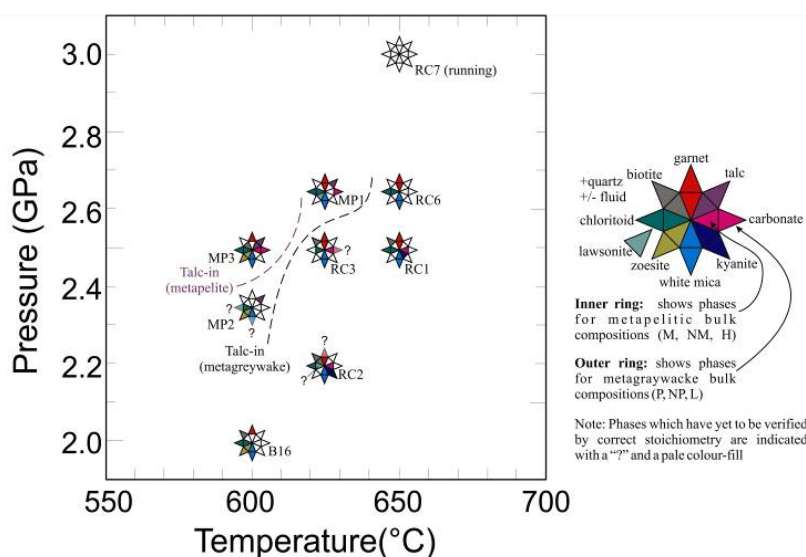 3.0
2.8
2.6
2.4
2.2
2.0
Pressure (GPa)
550
600
650
700
Temperature(°C)
RC7 (running)
MP1
RC6
MP3
?
RC3
RC1
Talc-in
(metapelite)
?
MP2
?
Talc-in
(metagreywake)
?
RC2
?
B16
garnet
+quartz
+/- fluid
biotite
talc
chloritoid
carbonate
lawsonite
zoesite
kyanite
white mica
Inner ring: shows phases
for metapelitic bulk
compositions (M, NM, H)
Outer ring: shows phases
for metagraywacke bulk
compositions (P, NP, L)
Note: Phases which have yet to be verified
by correct stoichiometry are indicated
with a “?” and a pale colour-fill